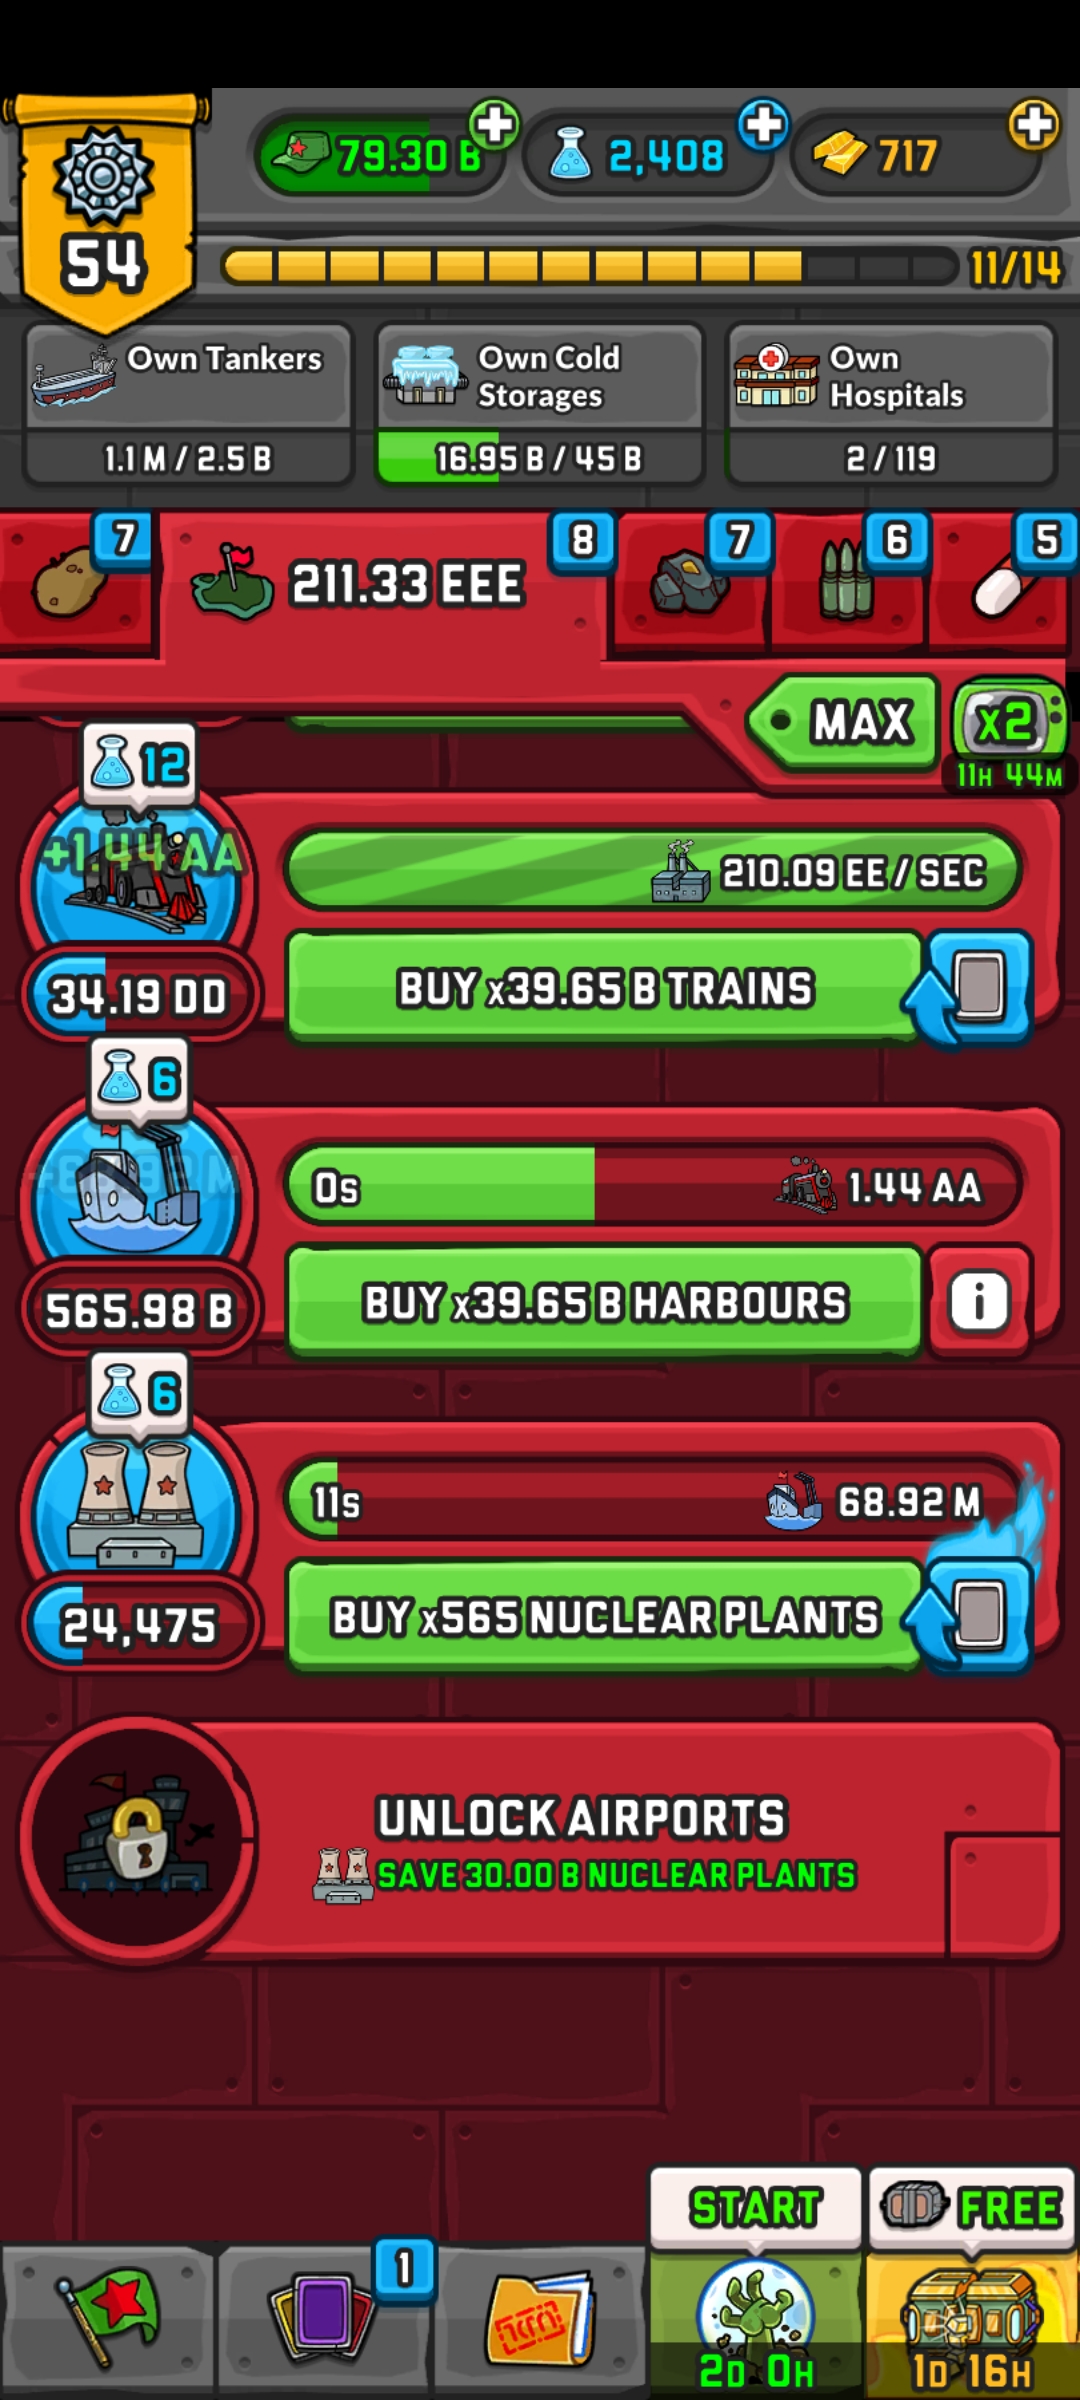 79.30 B
2,408
717
54
11/14
Own Tankers
1.1 M / 2.5 B
Own Cold
Storages
16.95 B / 45 B
Own
Hospitals
2 / 119
7
211.33 EEE
8
7
6
5
MAX
x2
11H 44M
12
+1.44 AA
210.09 EE / SEC
34.19 DD
BUY x39.65 B TRAINS
6
0s
1.44 AA
565.98 B
BUY x39.65 B HARBOURS
i
6
11s
68.92 M
24,475
BUY x565 NUCLEAR PLANTS
UNLOCK AIRPORTS
SAVE 30.00 B NUCLEAR PLANTS
START
FREE
1
2D 0H
1D 16H